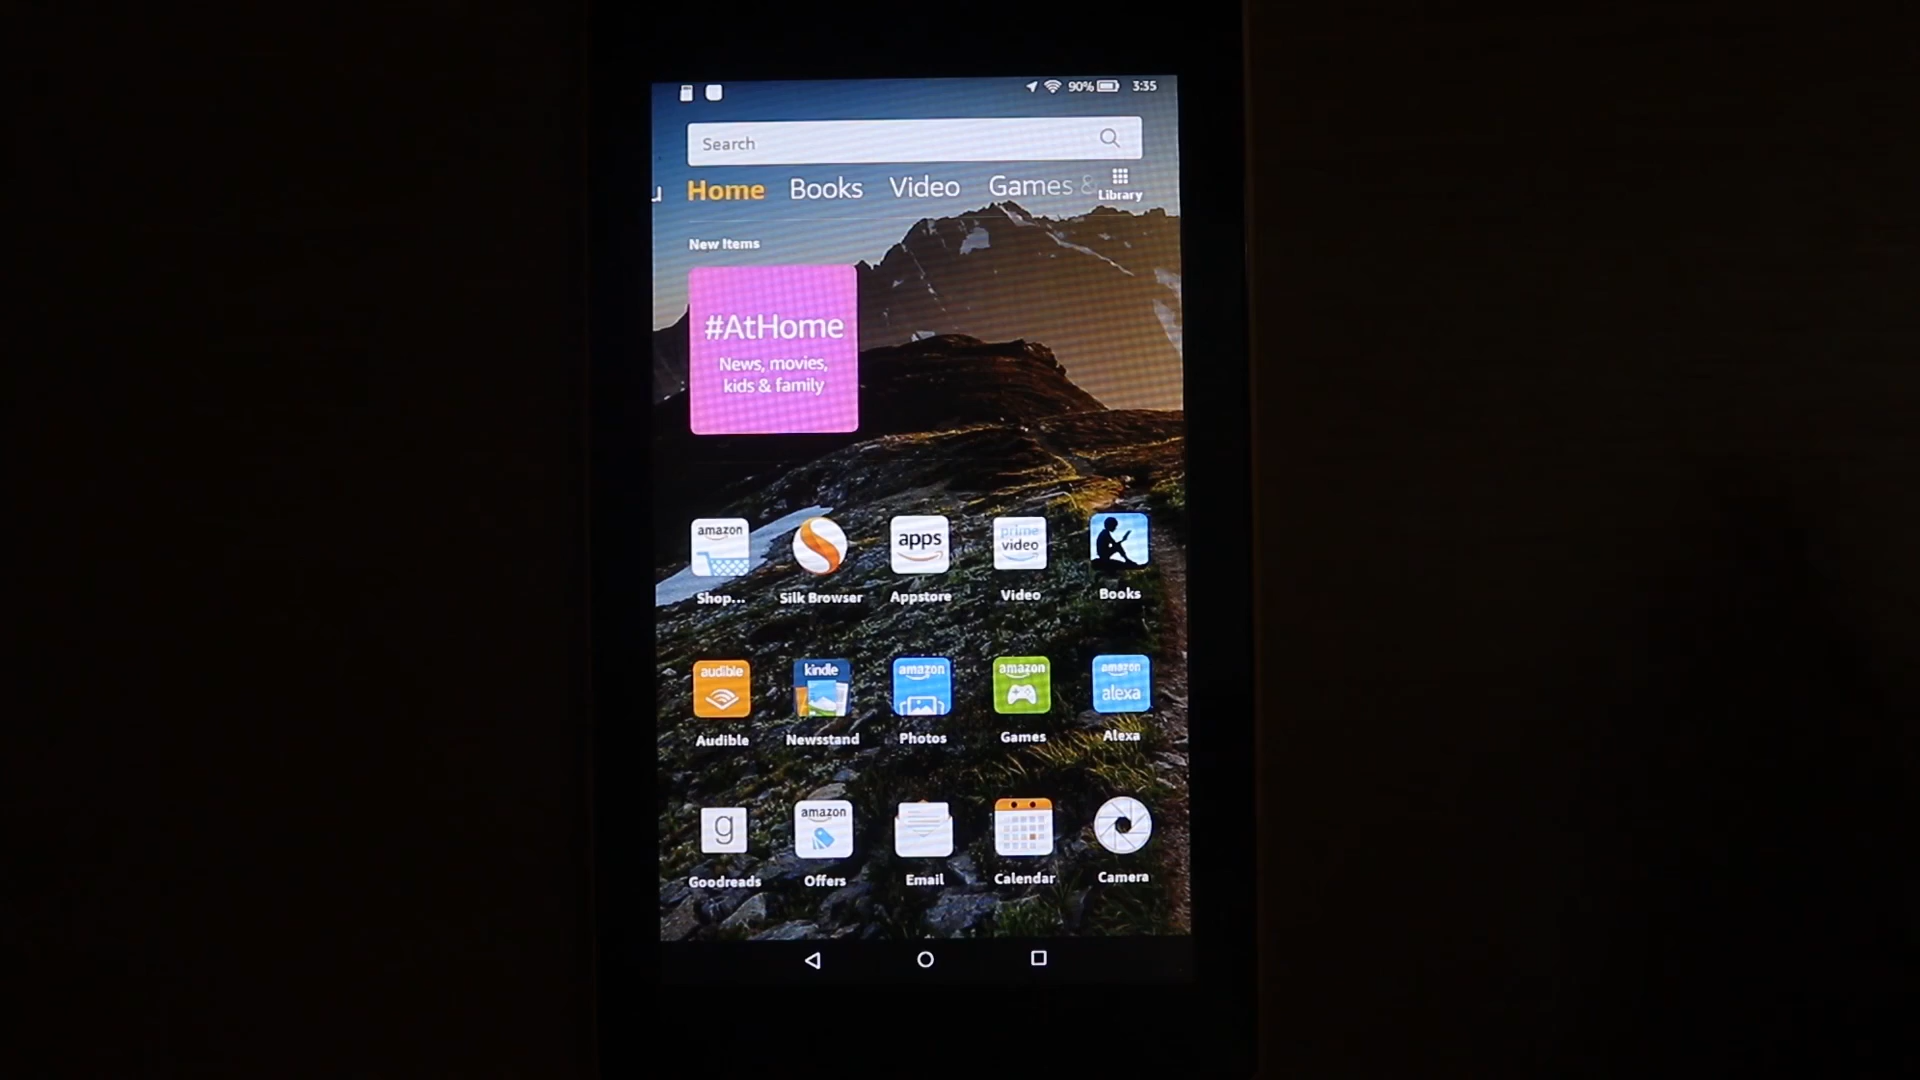 90% 3:35
Search
u Home Books Video Games &
Library
New Items
#AtHome
News, movies,
kids & family
amazon
apps
prime
video
Shop...
Silk Browser
Appstore
Video
Books
audible
kindle
amazon
amazon
amazon
alexa
Audible
Newsstand
Photos
Games
Alexa
g
amazon
Goodreads
Offers
Email
Calendar
Camera